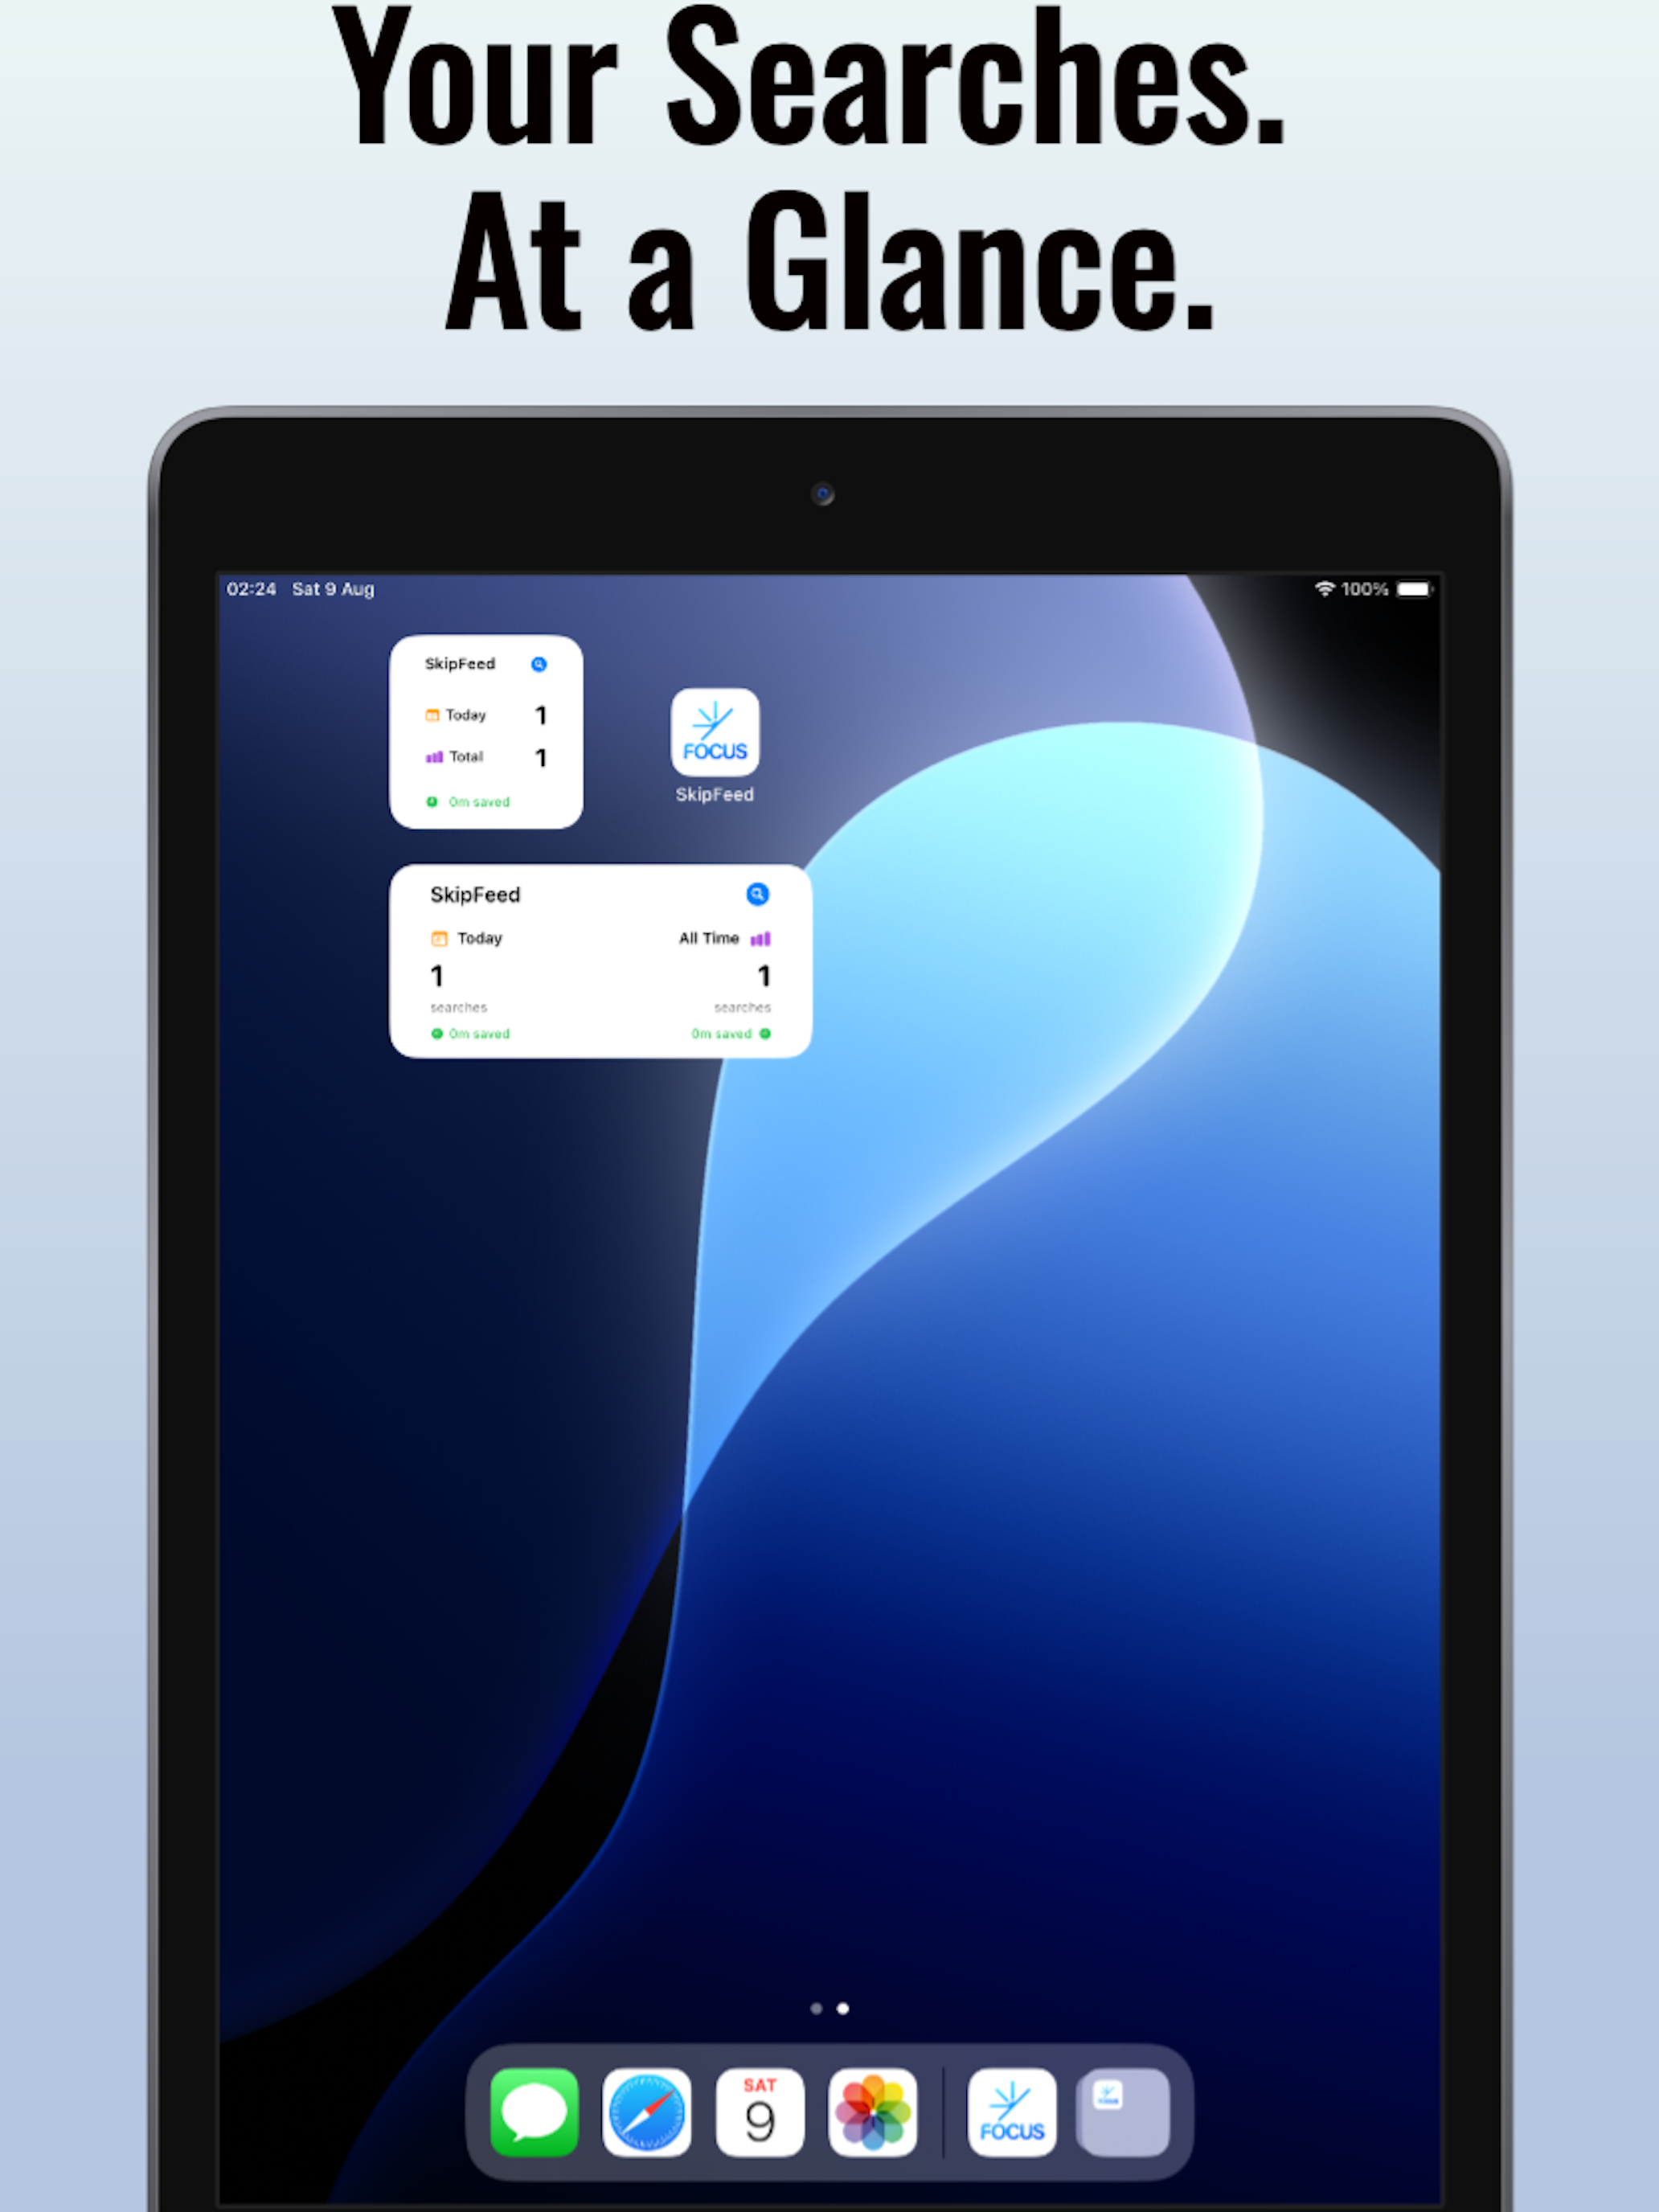 Your Searches.
At a Glance.
02:24 Sat 9 Aug
100%
SkipFeed
Today 1
Total 1
0m saved
FOCUS
SkipFeed
SkipFeed
Today All Time
1 1
searches searches
0m saved 0m saved
SAT
9
FOCUS